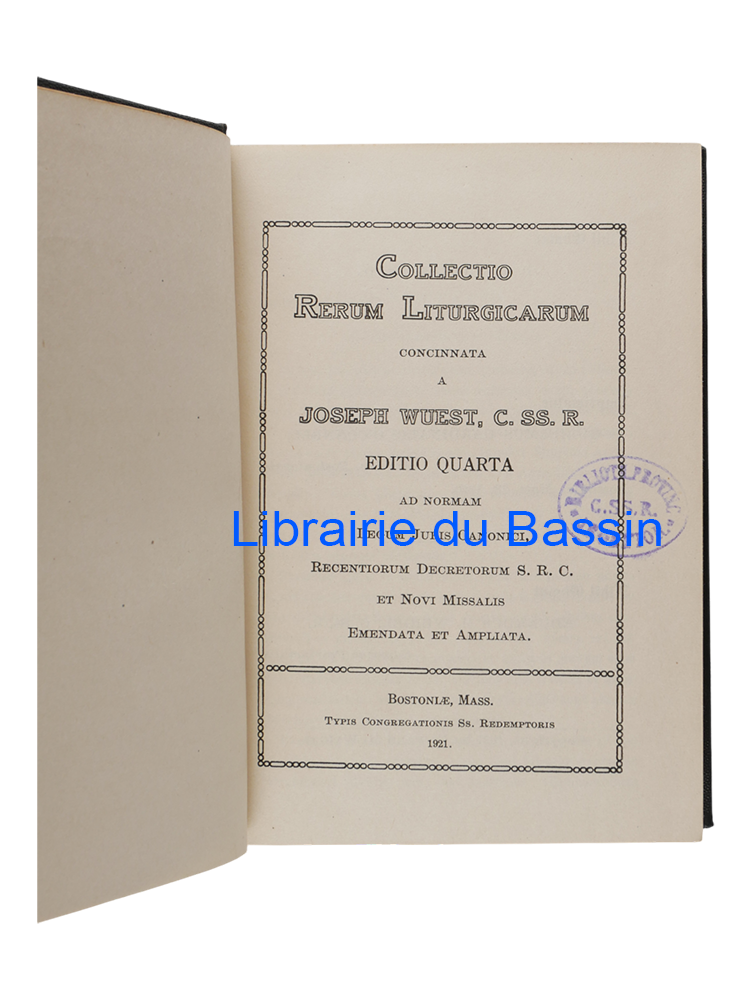 COLLECTIO
RERUM LITURGICARUM
CONCINNATA
A
JOSEPH WUEST, C. SS. R.
EDITIO QUARTA
AD NORMAM
LEGUM JURIS CANONICI,
RECENTIORUM DECRETORUM S. R. C.
ET NOVI MISSALIS
EMENDATA ET AMPLIATA.
BOSTONIÆ, MASS.
TYPIS CONGREGATIONIS SS. REDEMPTORIS
1921.
Librairie du Bassin
C.SS.R.